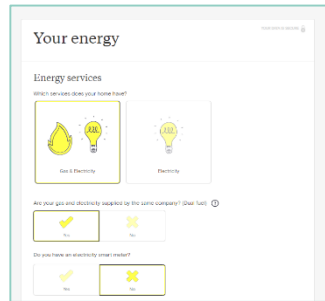 Your energy
Energy services
Which services does your home have?
Gas & Electricity
Electricity
Are your gas and electricity supplied by the same company? (Dual fuel)
Yes
No
Do you have an electricity smart meter?
Yes
No